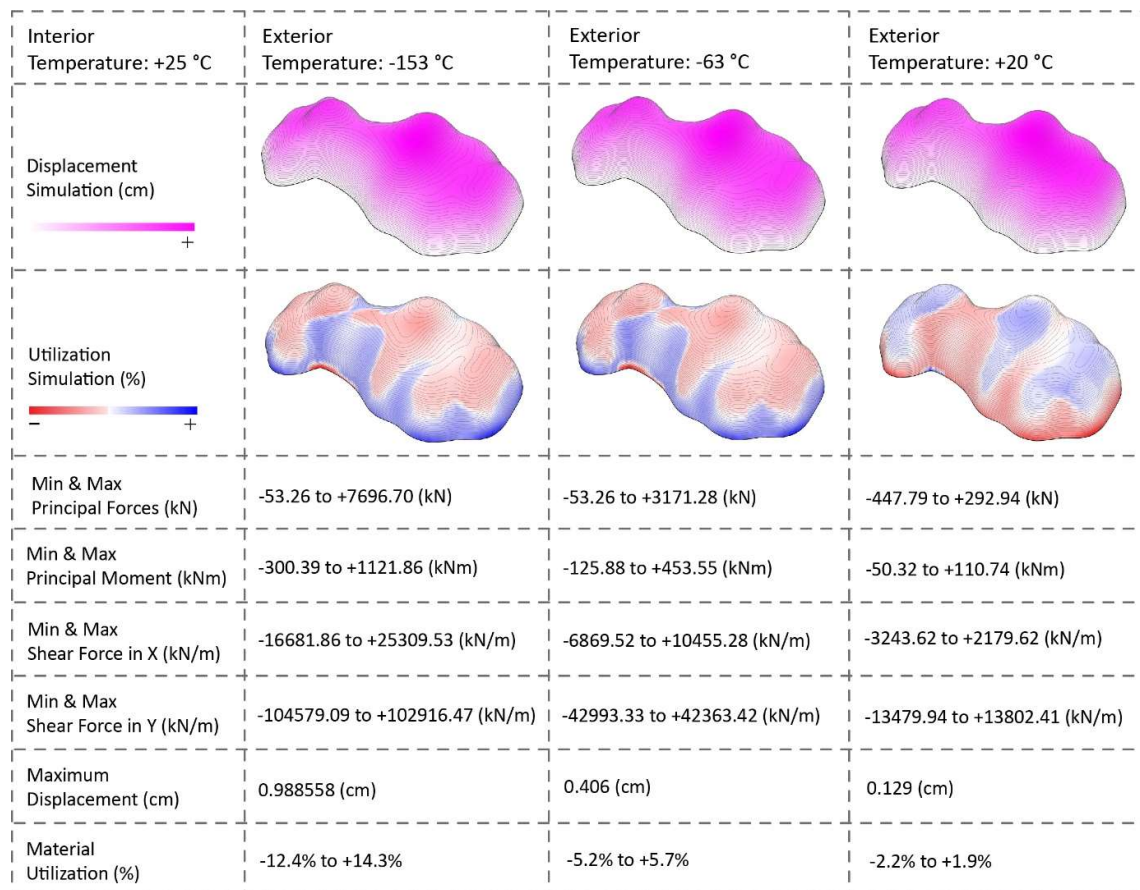 Interior
Temperature: +25 °C
Exterior
Temperature: -153 °C
Exterior
Temperature: -63 °C
Exterior
Temperature: +20 °C
Displacement
Simulation (cm)
+
Utilization
Simulation (%)
− +
Min & Max
Principal Forces (kN)
-53.26 to +7696.70 (kN)
-53.26 to +3171.28 (kN)
-447.79 to +292.94 (kN)
Min & Max
Principal Moment (kNm)
-300.39 to +1121.86 (kNm)
-125.88 to +453.55 (kNm)
-50.32 to +110.74 (kNm)
Min & Max
Shear Force in X (kN/m)
-16681.86 to +25309.53 (kN/m)
-6869.52 to +10455.28 (kN/m)
-3243.62 to +2179.62 (kN/m)
Min & Max
Shear Force in Y (kN/m)
-104579.09 to +102916.47 (kN/m)
-42993.33 to +42363.42 (kN/m)
-13479.94 to +13802.41 (kN/m)
Maximum
Displacement (cm)
0.988558 (cm)
0.406 (cm)
0.129 (cm)
Material
Utilization (%)
-12.4% to +14.3%
-5.2% to +5.7%
-2.2% to +1.9%